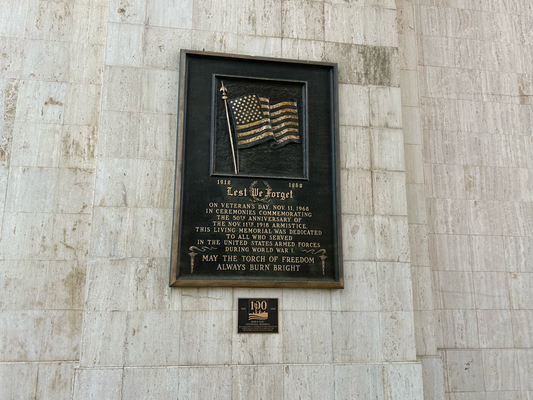 1918 1968
Lest We Forget
ON VETERAN'S DAY, NOV. 11, 1968
IN CEREMONIES COMMEMORATING
THE 50TH ANNIVERSARY OF
THE NOV. 11TH, 1918 ARMISTICE,
THIS LIVING MEMORIAL WAS DEDICATED
TO ALL WHO SERVED
IN THE UNITED STATES ARMED FORCES
DURING WORLD WAR I.
MAY THE TORCH OF FREEDOM
ALWAYS BURN BRIGHT
100